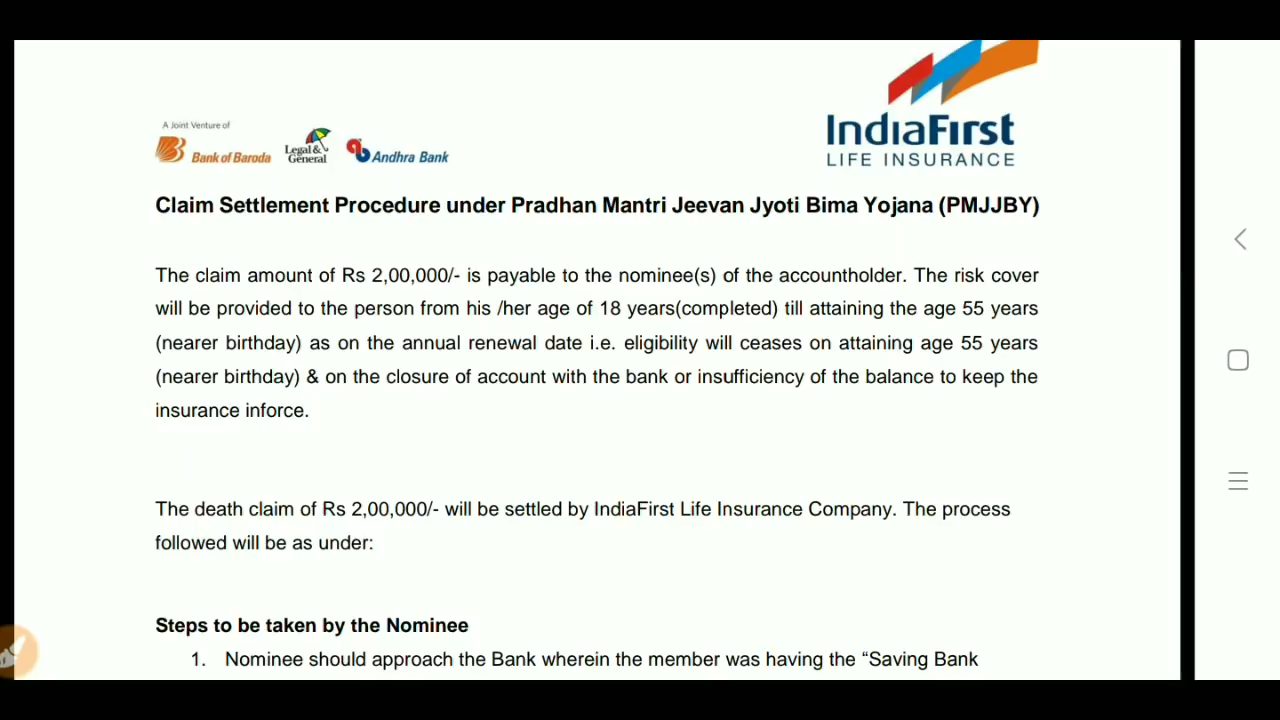 A Joint Venture of
Bank of Baroda
Legal &
General
Andhra Bank
IndiaFirst
LIFE INSURANCE
Claim Settlement Procedure under Pradhan Mantri Jeevan Jyoti Bima Yojana (PMJJBY)
The claim amount of Rs 2,00,000/- is payable to the nominee(s) of the accountholder. The risk cover
will be provided to the person from his /her age of 18 years(completed) till attaining the age 55 years
(nearer birthday) as on the annual renewal date i.e. eligibility will ceases on attaining age 55 years
(nearer birthday) & on the closure of account with the bank or insufficiency of the balance to keep the
insurance inforce.
The death claim of Rs 2,00,000/- will be settled by IndiaFirst Life Insurance Company. The process
followed will be as under:
Steps to be taken by the Nominee
1. Nominee should approach the Bank wherein the member was having the “Saving Bank